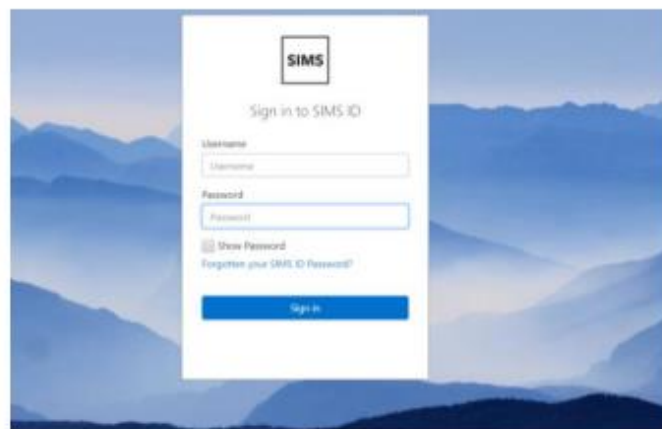 SIMS
Sign in to SIMS ID
Username
Username
Password
Password
Show Password
Forgotten your SIMS ID Password?
Sign in